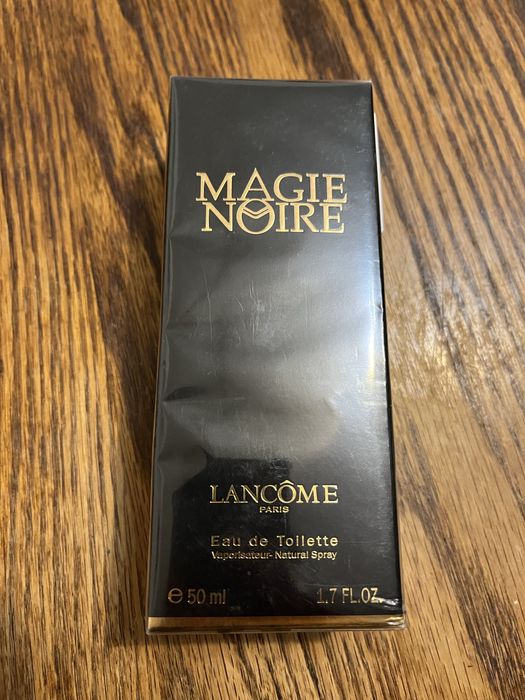 MAGIE
NOIRE
LANCÔME
PARIS
Eau de Toilette
Vaporisateur-Natural Spray
℮ 50 ml 1.7 FL.OZ.